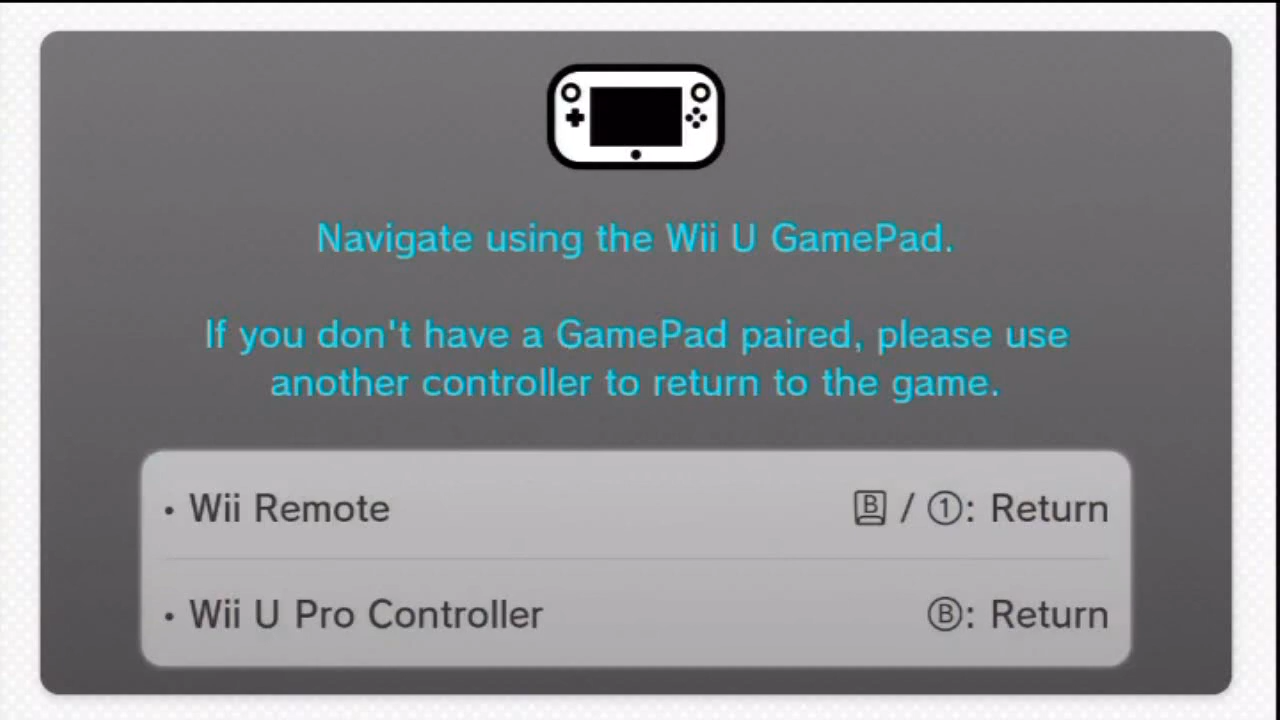 Navigate using the Wii U GamePad.
If you don't have a GamePad paired, please use
another controller to return to the game.
• Wii Remote B / ①: Return
• Wii U Pro Controller Ⓑ: Return